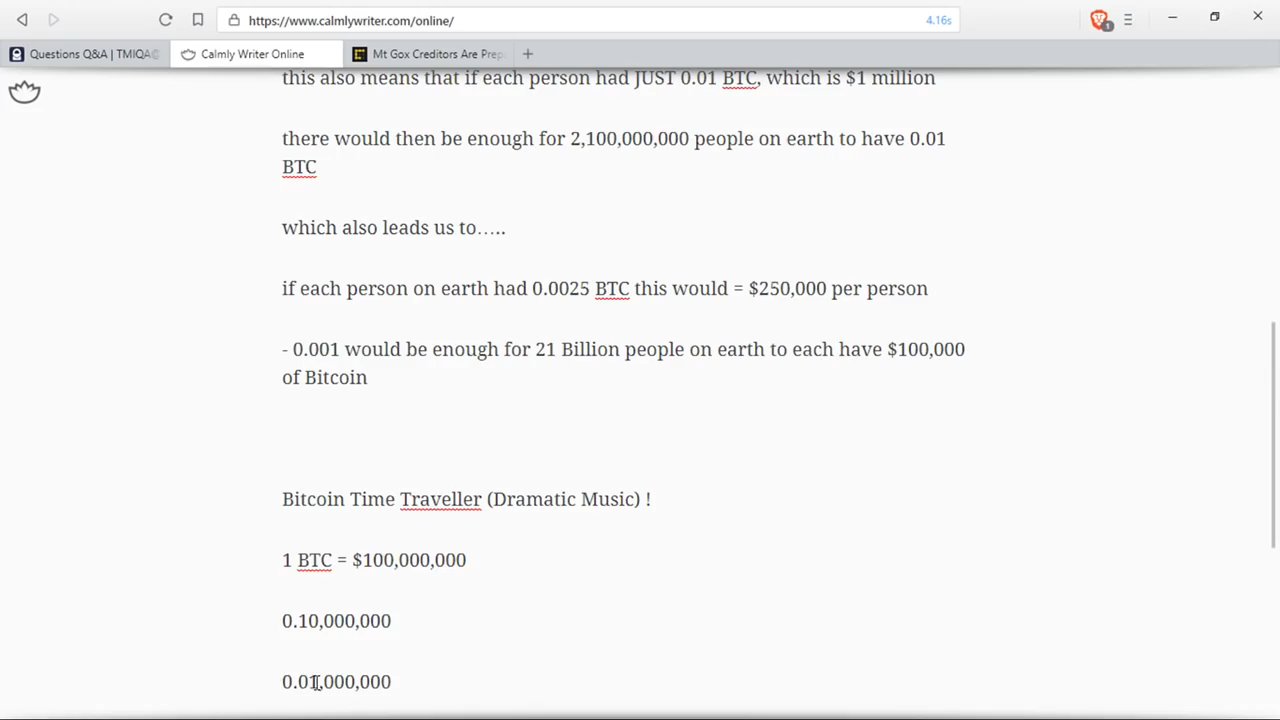 https://www.calmlywriter.com/online/
4.16s
1
Questions Q&A | TMIQA
Calmly Writer Online
Mt Gox Creditors Are Prep
this also means that if each person had JUST 0.01 BTC, which is $1 million
there would then be enough for 2,100,000,000 people on earth to have 0.01
BTC
which also leads us to…..
if each person on earth had 0.0025 BTC this would = $250,000 per person
- 0.001 would be enough for 21 Billion people on earth to each have $100,000
of Bitcoin
Bitcoin Time Traveller (Dramatic Music) !
1 BTC = $100,000,000
0.10,000,000
0.01,000,000